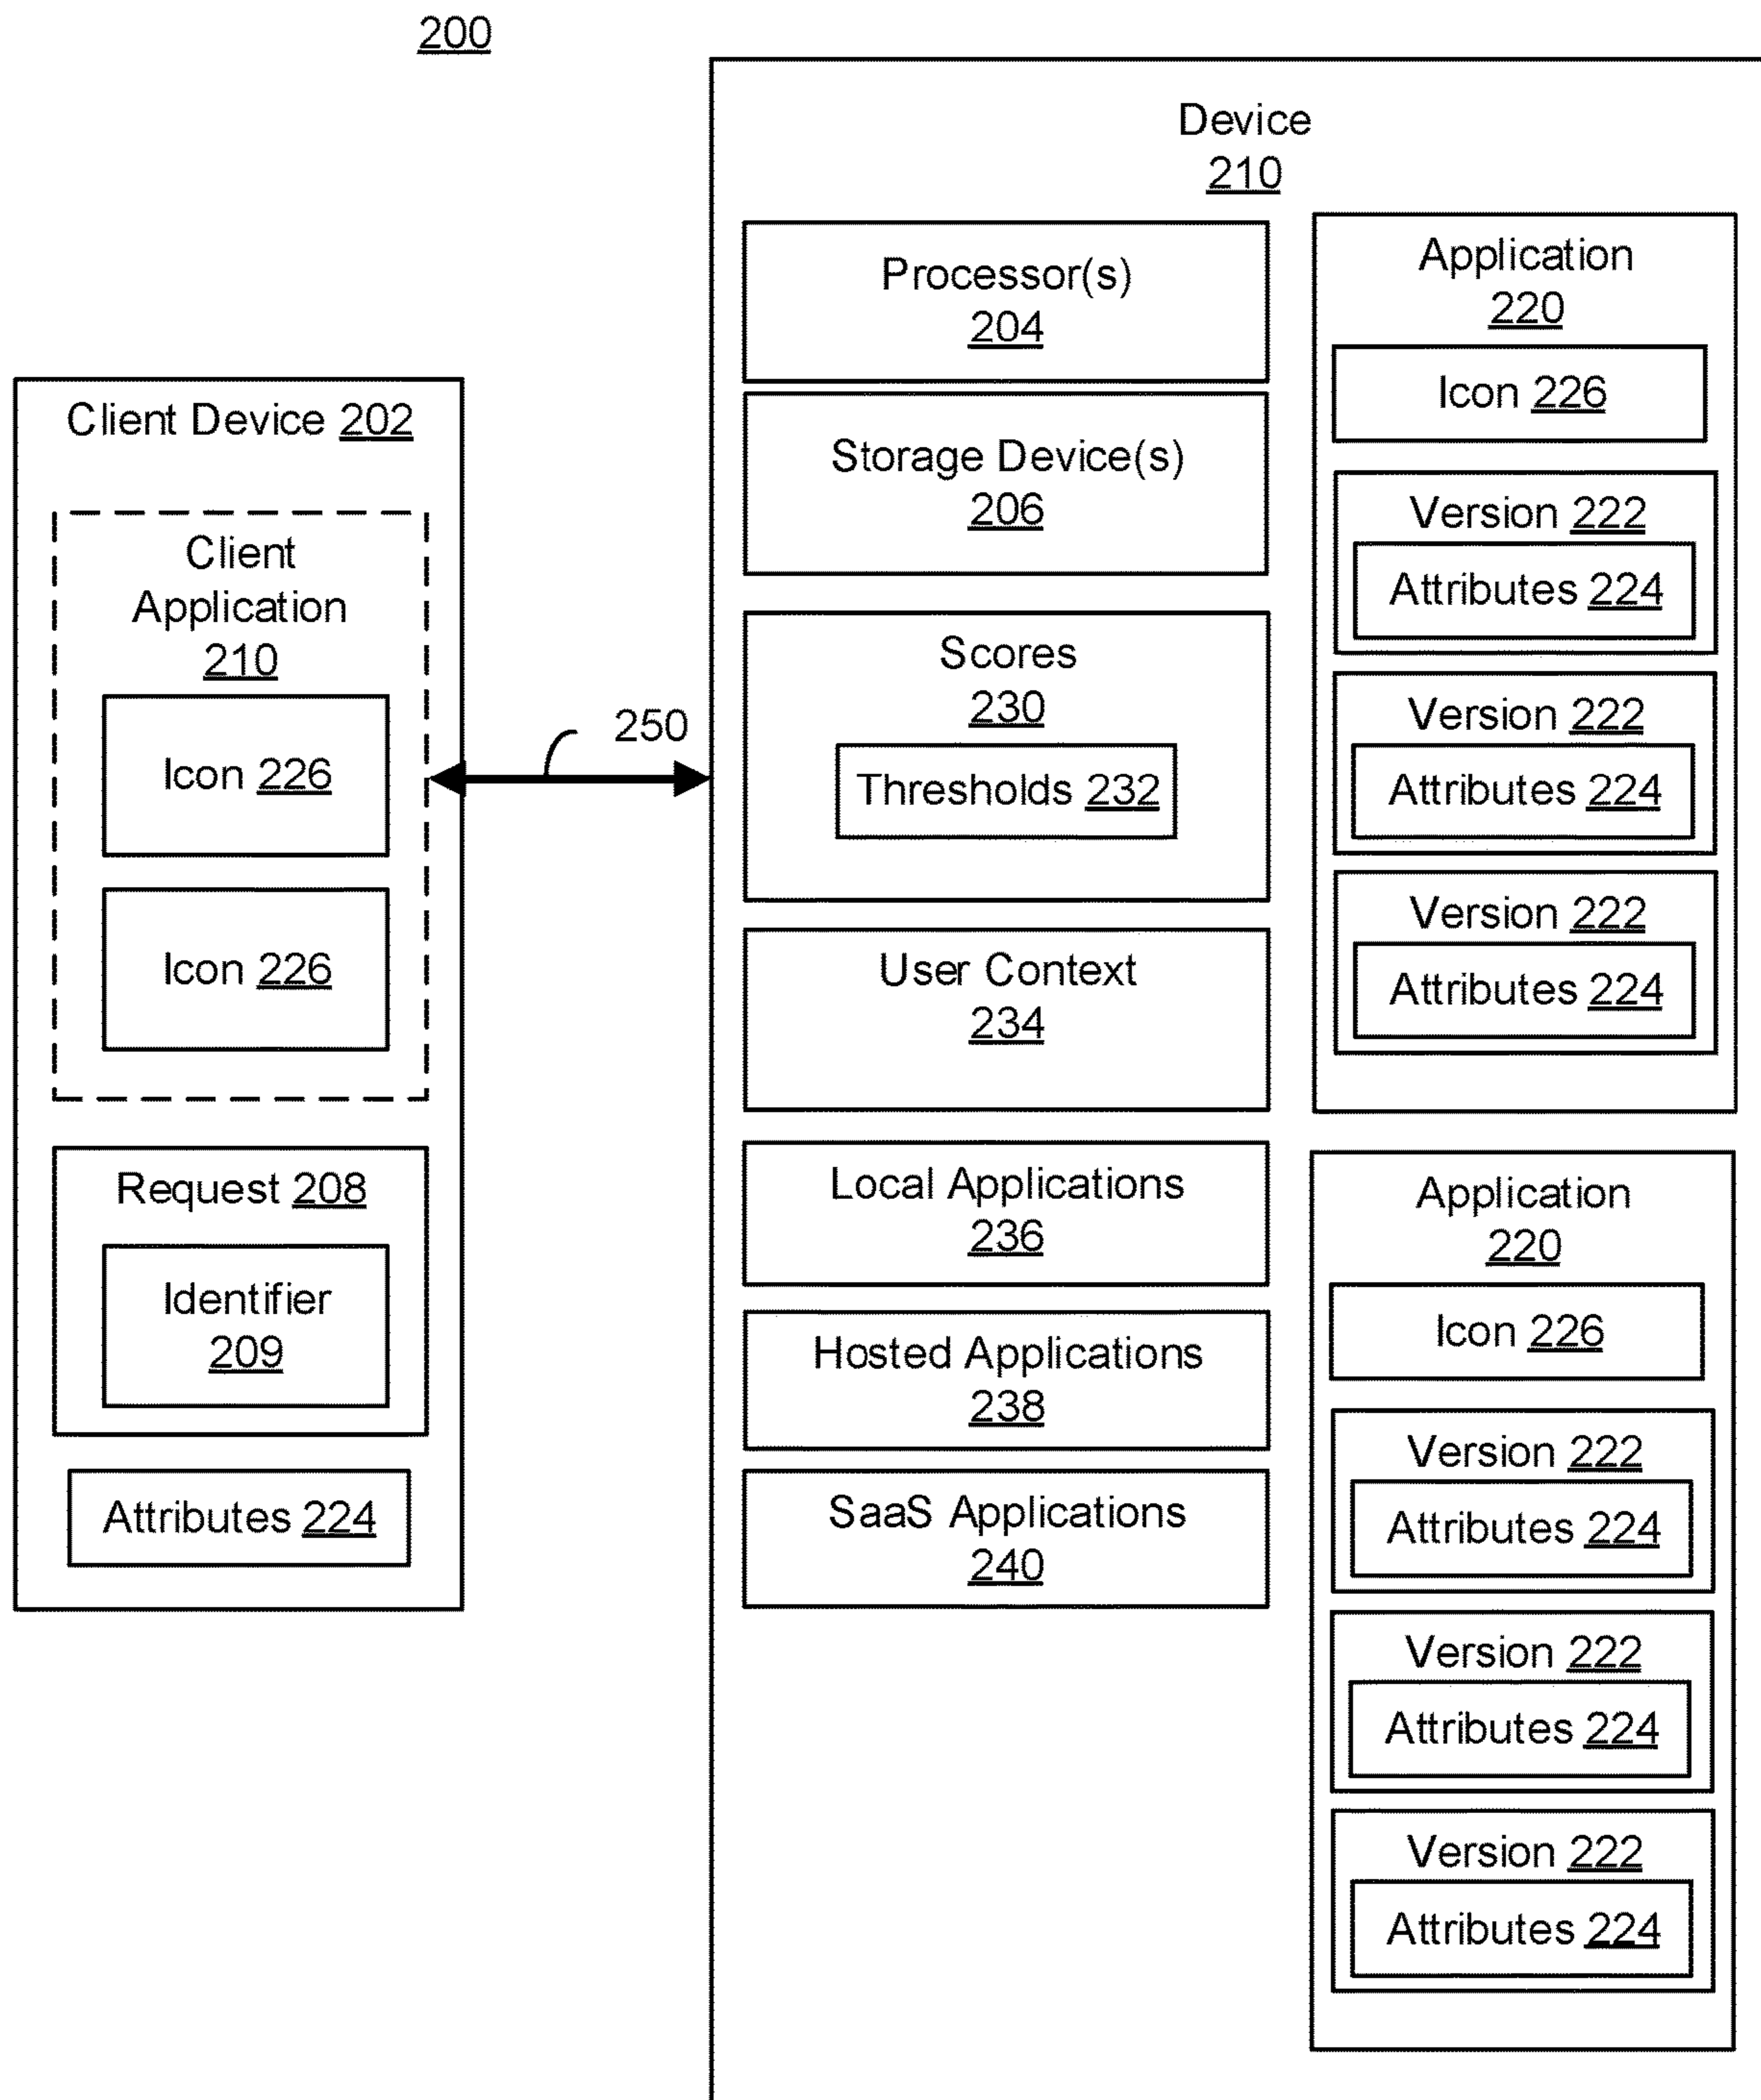 200
Client Device 202
Client
Application
210
Icon 226
Icon 226
Request 208
Identifier
209
Attributes 224
250
Device
210
Processor(s)
204
Storage Device(s)
206
Scores
230
Thresholds 232
User Context
234
Local Applications
236
Hosted Applications
238
SaaS Applications
240
Application
220
Icon 226
Version 222
Attributes 224
Version 222
Attributes 224
Version 222
Attributes 224
Application
220
Icon 226
Version 222
Attributes 224
Version 222
Attributes 224
Version 222
Attributes 224